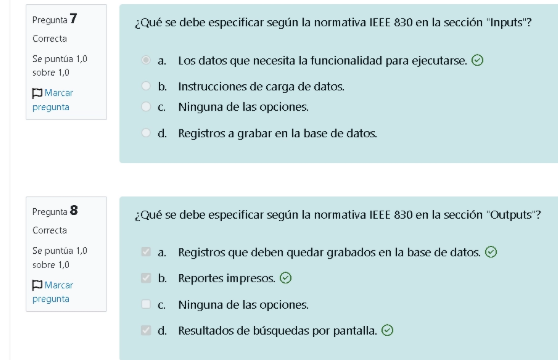 Pregunta 7
Correcta
Se puntúa 1,0
sobre 1,0
Marcar
pregunta
¿Qué se debe especificar según la normativa IEEE 830 en la sección "Inputs"?
a. Los datos que necesita la funcionalidad para ejecutarse.
b. Instrucciones de carga de datos.
c. Ninguna de las opciones.
d. Registros a grabar en la base de datos.
Pregunta 8
Correcta
Se puntúa 1,0
sobre 1,0
Marcar
pregunta
¿Qué se debe especificar según la normativa IEEE 830 en la sección "Outputs"?
a. Registros que deben quedar grabados en la base de datos.
b. Reportes impresos.
c. Ninguna de las opciones.
d. Resultados de búsquedas por pantalla.